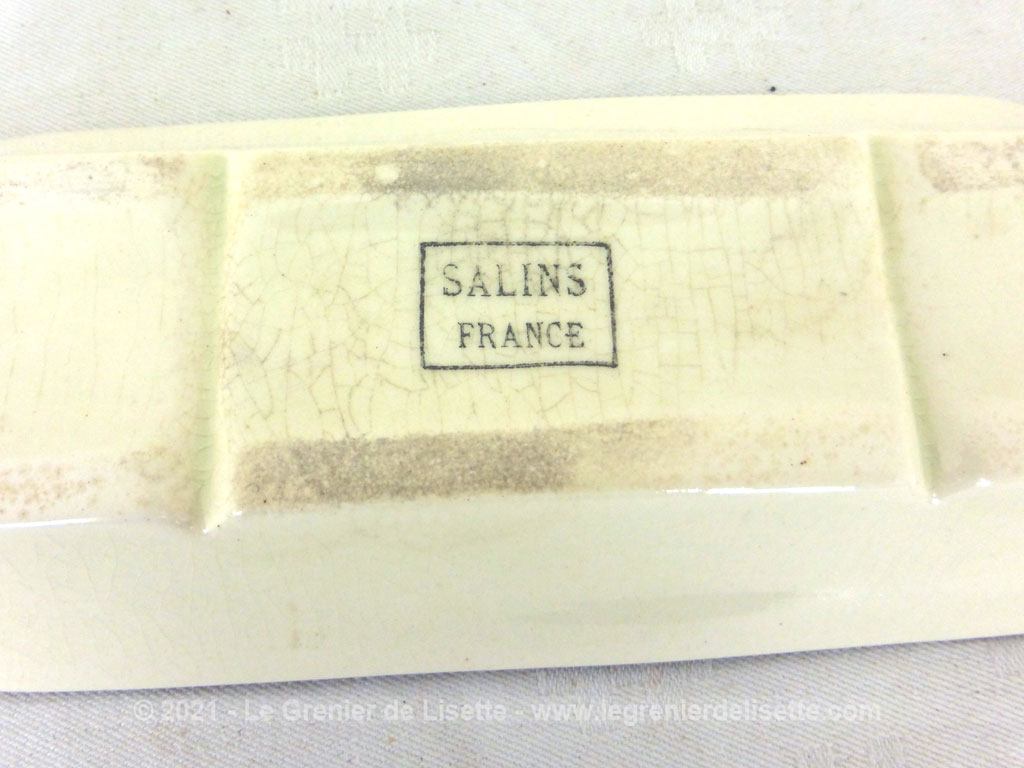 SALINS
FRANCE
© 2021 - Le Grenier de Lisette - www.legrenierdelisette.com